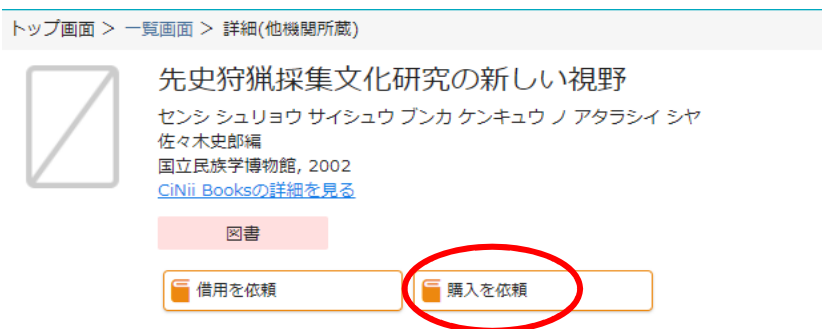 トップ画面 > 一覧画面 > 詳細(他機関所蔵)
先史狩猟採集文化研究の新しい視野
センシ シュリョウ サイシュウ ブンカ ケンキュウ ノ アタラシイ シヤ
佐々木史郎編
国立民族学博物館, 2002
CiNii Booksの詳細を見る
図書
借用を依頼 購入を依頼